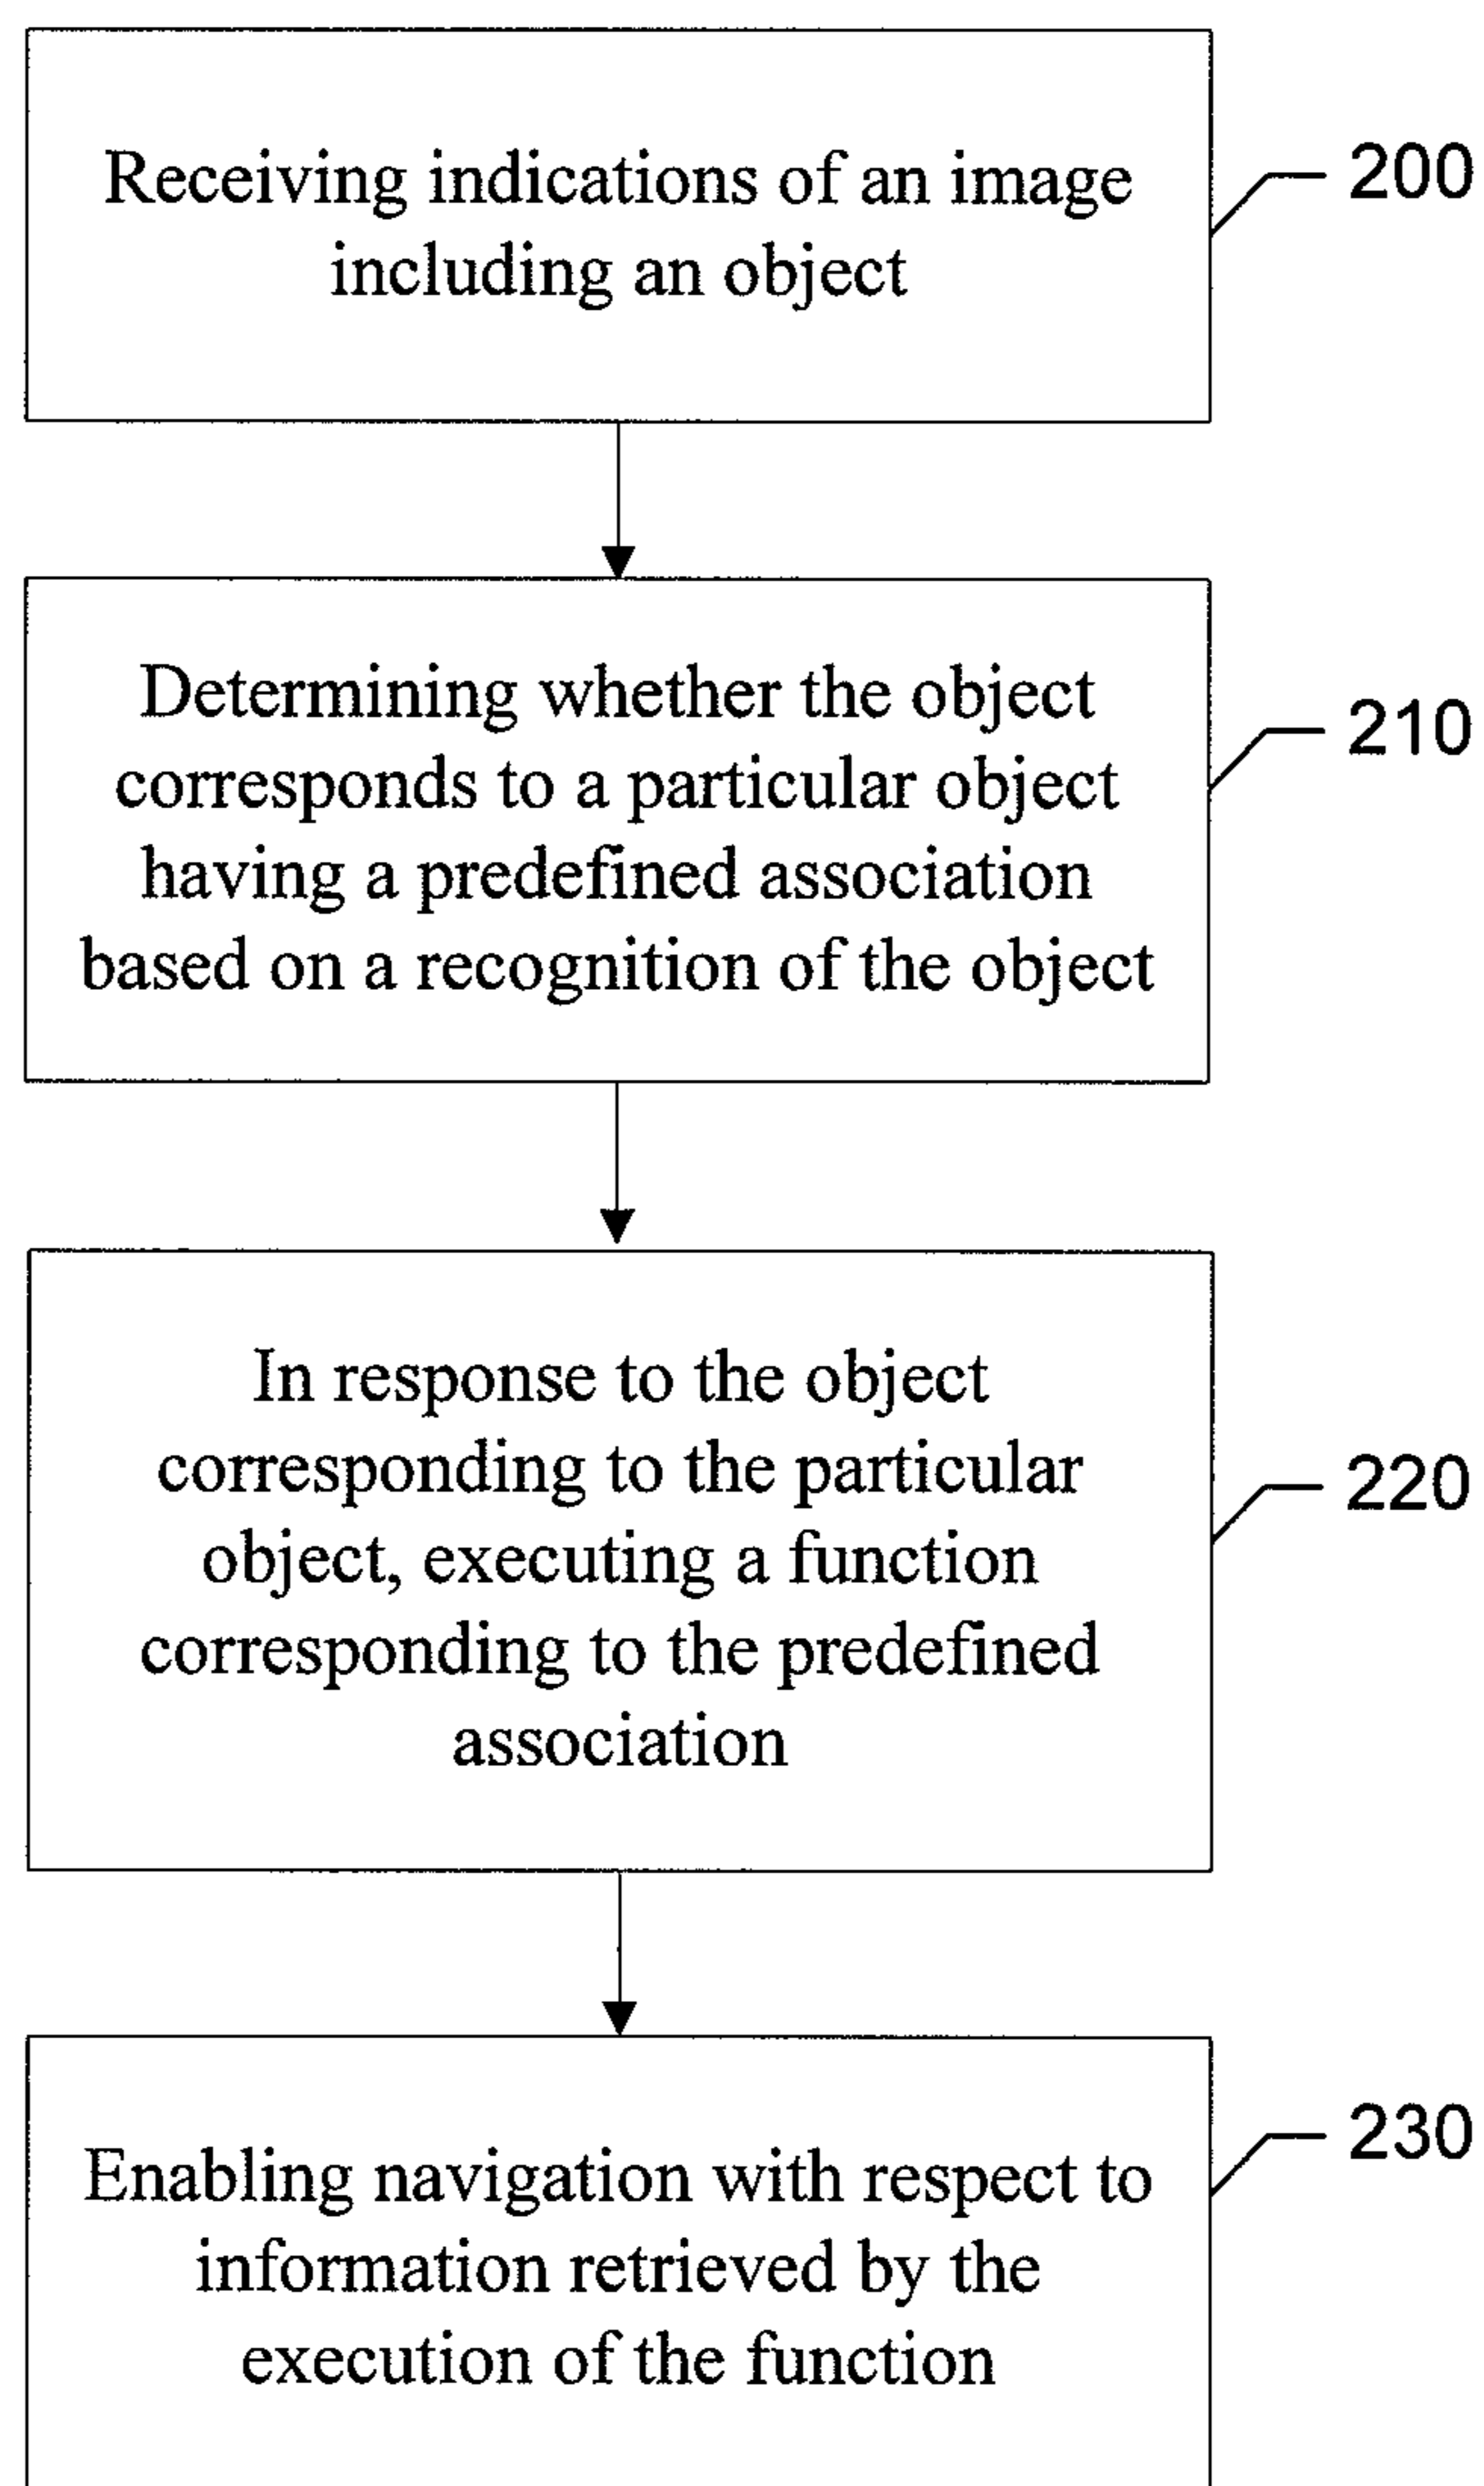 Receiving indications of an image
including an object
200
Determining whether the object
corresponds to a particular object
having a predefined association
based on a recognition of the object
210
In response to the object
corresponding to the particular
object, executing a function
corresponding to the predefined
association
220
Enabling navigation with respect to
information retrieved by the
execution of the function
230